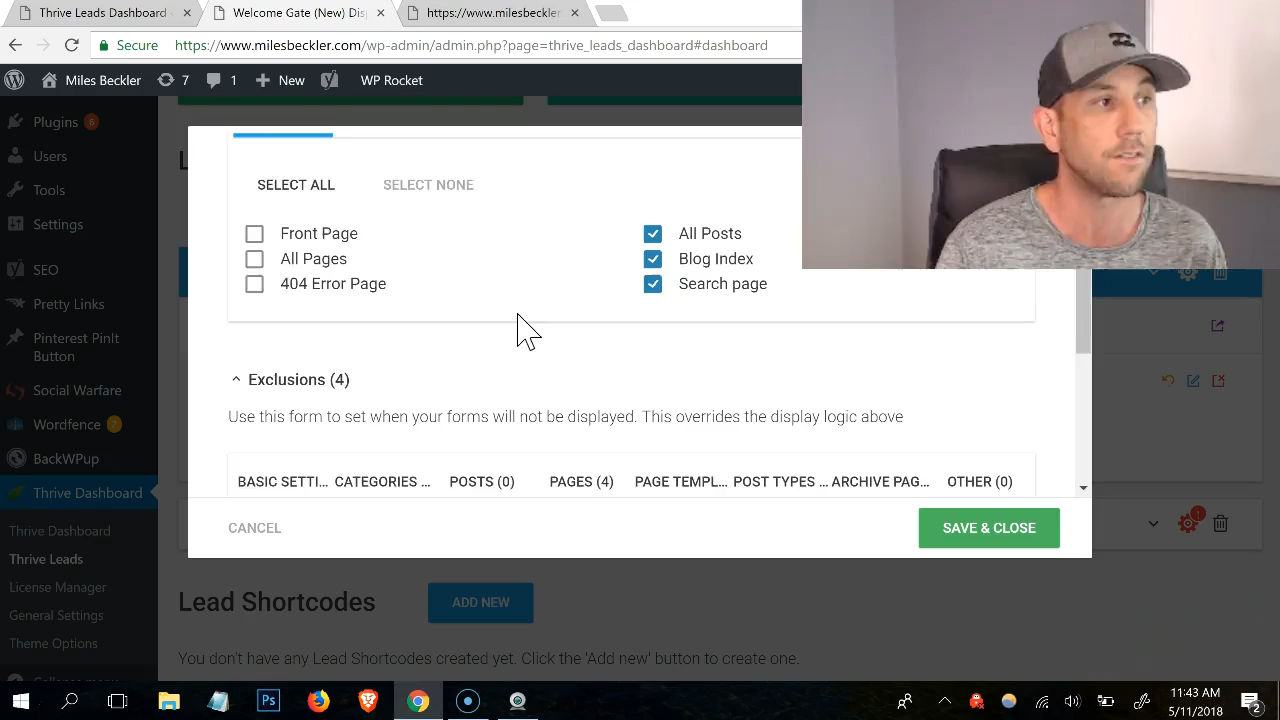 New Dis
https://www.milesbeckler
Secure
https://www.milesbeckler.com/wp-admin/admin.php?page=thrive_leads_dashboard#dashboard
Miles Beckler
7
1
New
WP Rocket
Plugins 6
Users
Tools
Settings
SEO
Pretty Links
Pinterest PinIt
Button
Social Warfare
Wordfence 7
BackWPup
Thrive Dashboard
Thrive Dashboard
Thrive Leads
License Manager
General Settings
Theme Options
SELECT ALL
SELECT NONE
Front Page
All Posts
All Pages
Blog Index
404 Error Page
Search page
Exclusions (4)
Use this form to set when your forms will not be displayed. This overrides the display logic above
BASIC SETTI... CATEGORIES ... POSTS (0) PAGES (4) PAGE TEMPL... POST TYPES ... ARCHIVE PAG... OTHER (0)
CANCEL
SAVE & CLOSE
Lead Shortcodes
ADD NEW
You don't have any Lead Shortcodes created yet. Click the 'Add new' button to create one.
Ps
11:43 AM
5/11/2018
2